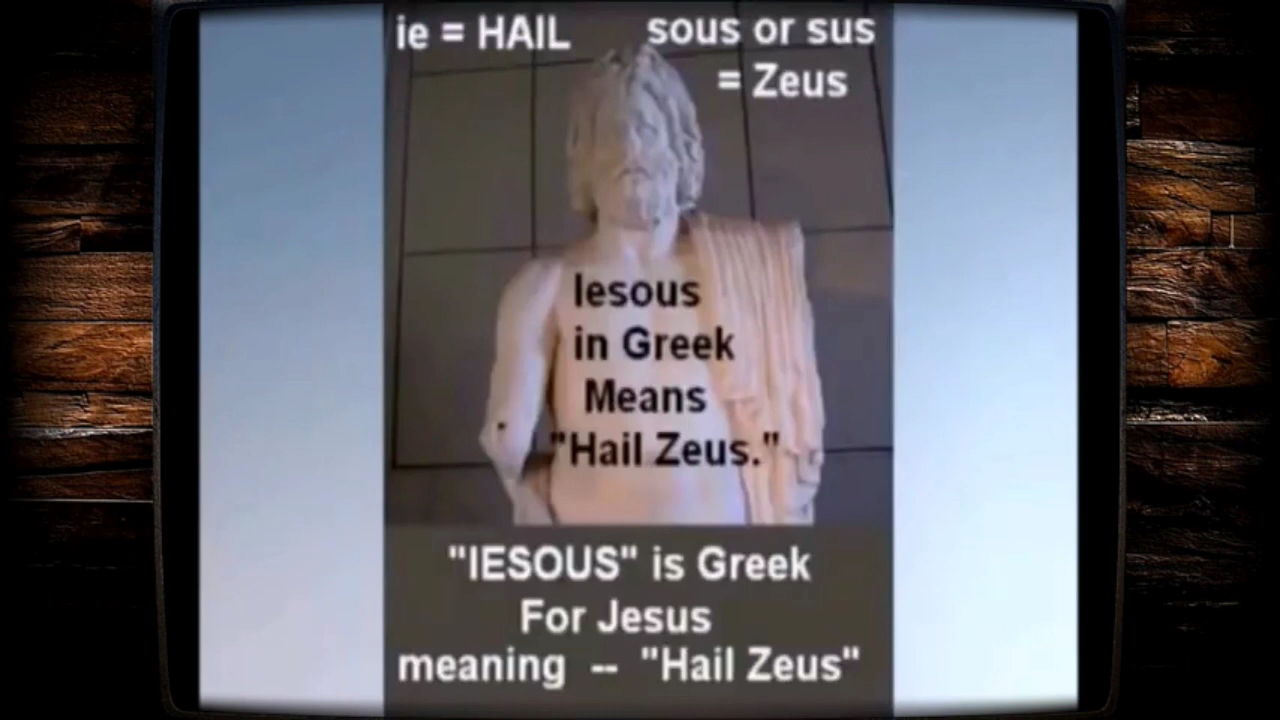 ie = HAIL
sous or sus
= Zeus
Iesous
in Greek
Means
"Hail Zeus."
"IESOUS" is Greek
For Jesus
meaning -- "Hail Zeus"